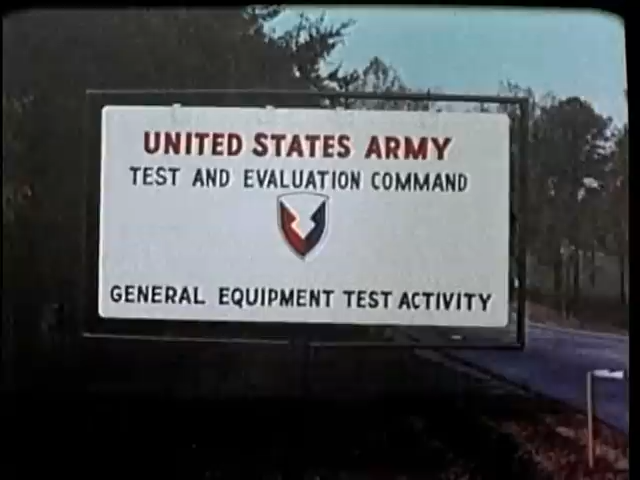 UNITED STATES ARMY
TEST AND EVALUATION COMMAND
GENERAL EQUIPMENT TEST ACTIVITY